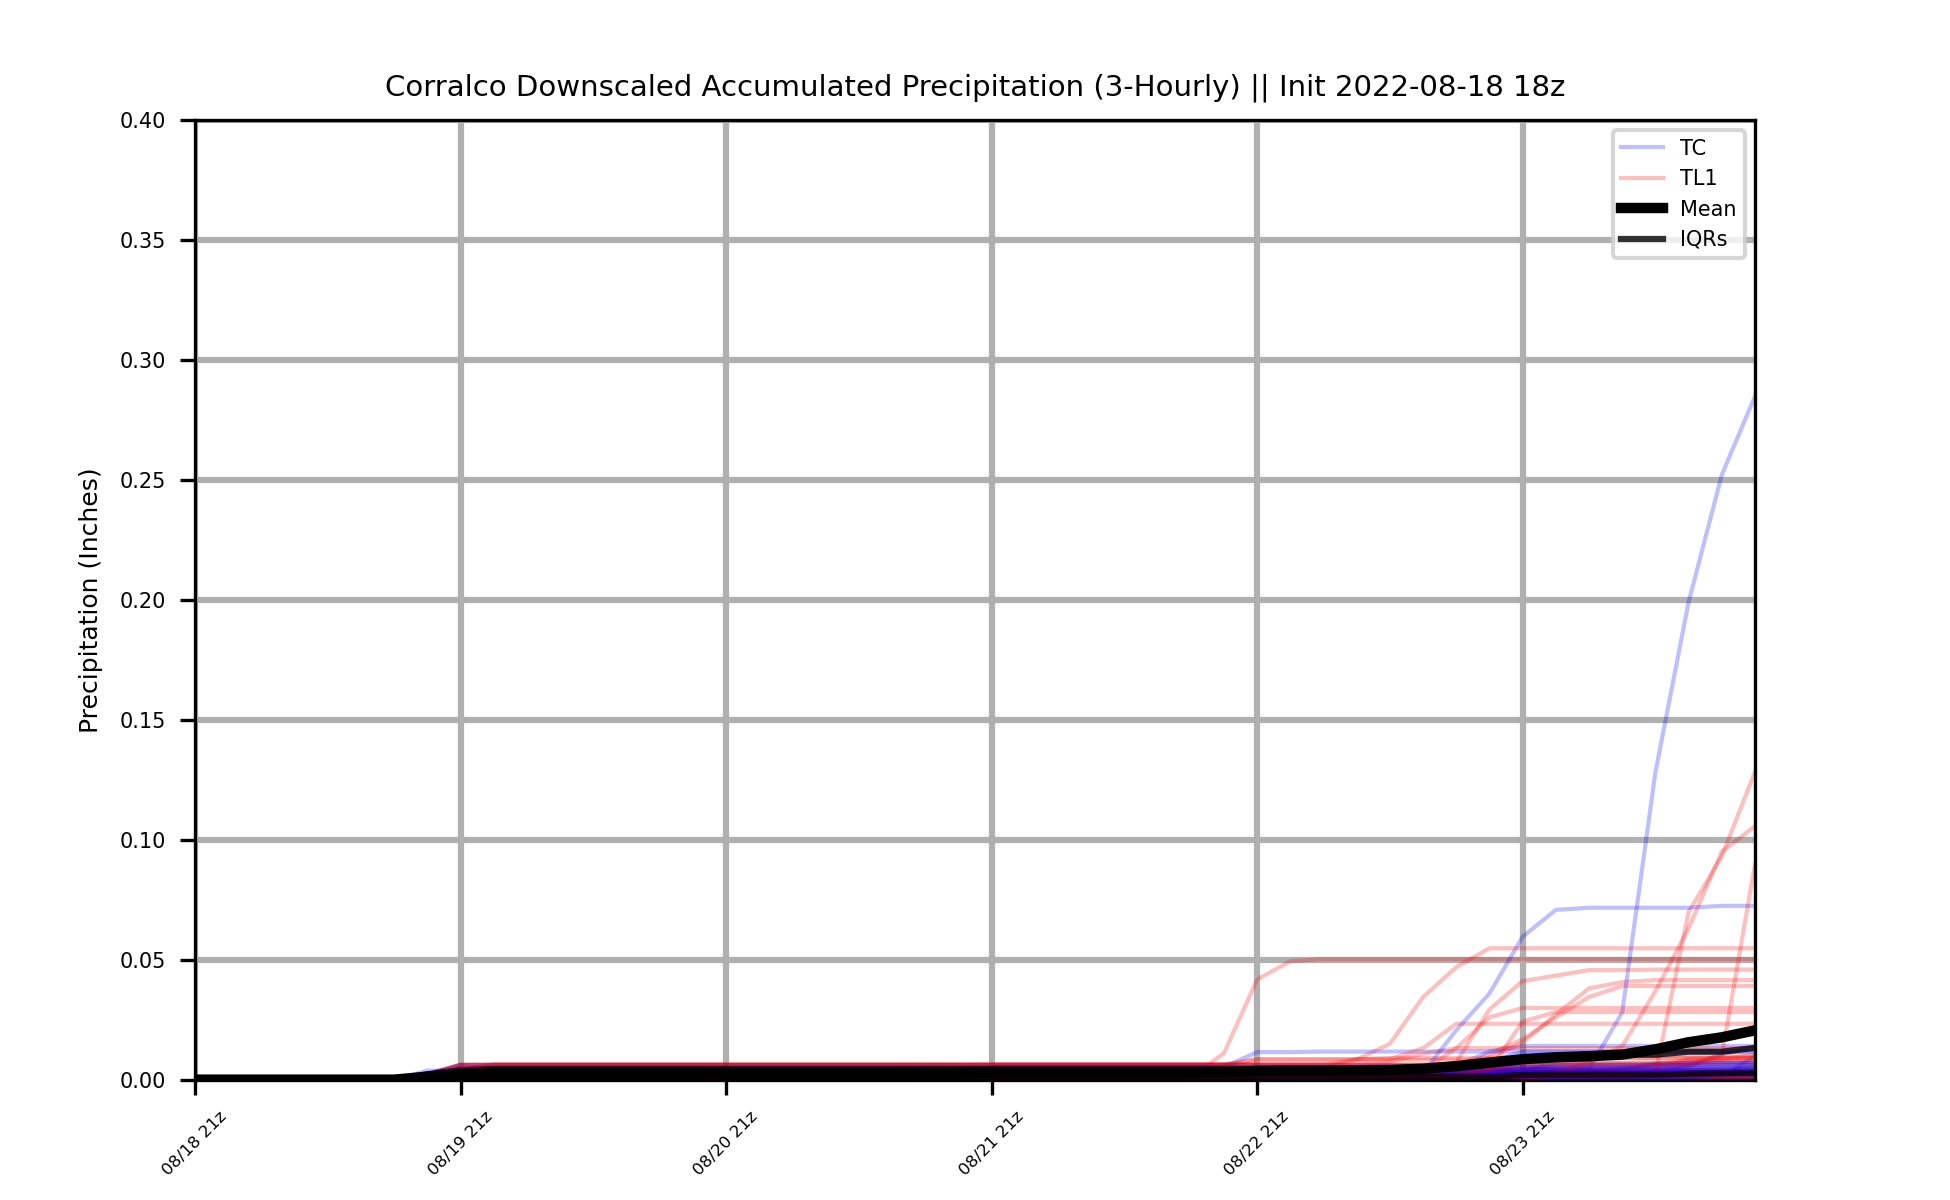 Corralco Downscaled Accumulated Precipitation (3-Hourly) || Init 2022-08-18 18z
TC
TL1
Mean
IQRs
Precipitation (Inches)
0.40
0.35
0.30
0.25
0.20
0.15
0.10
0.05
0.00
08/18 21z
08/19 21z
08/20 21z
08/21 21z
08/22 21z
08/23 21z